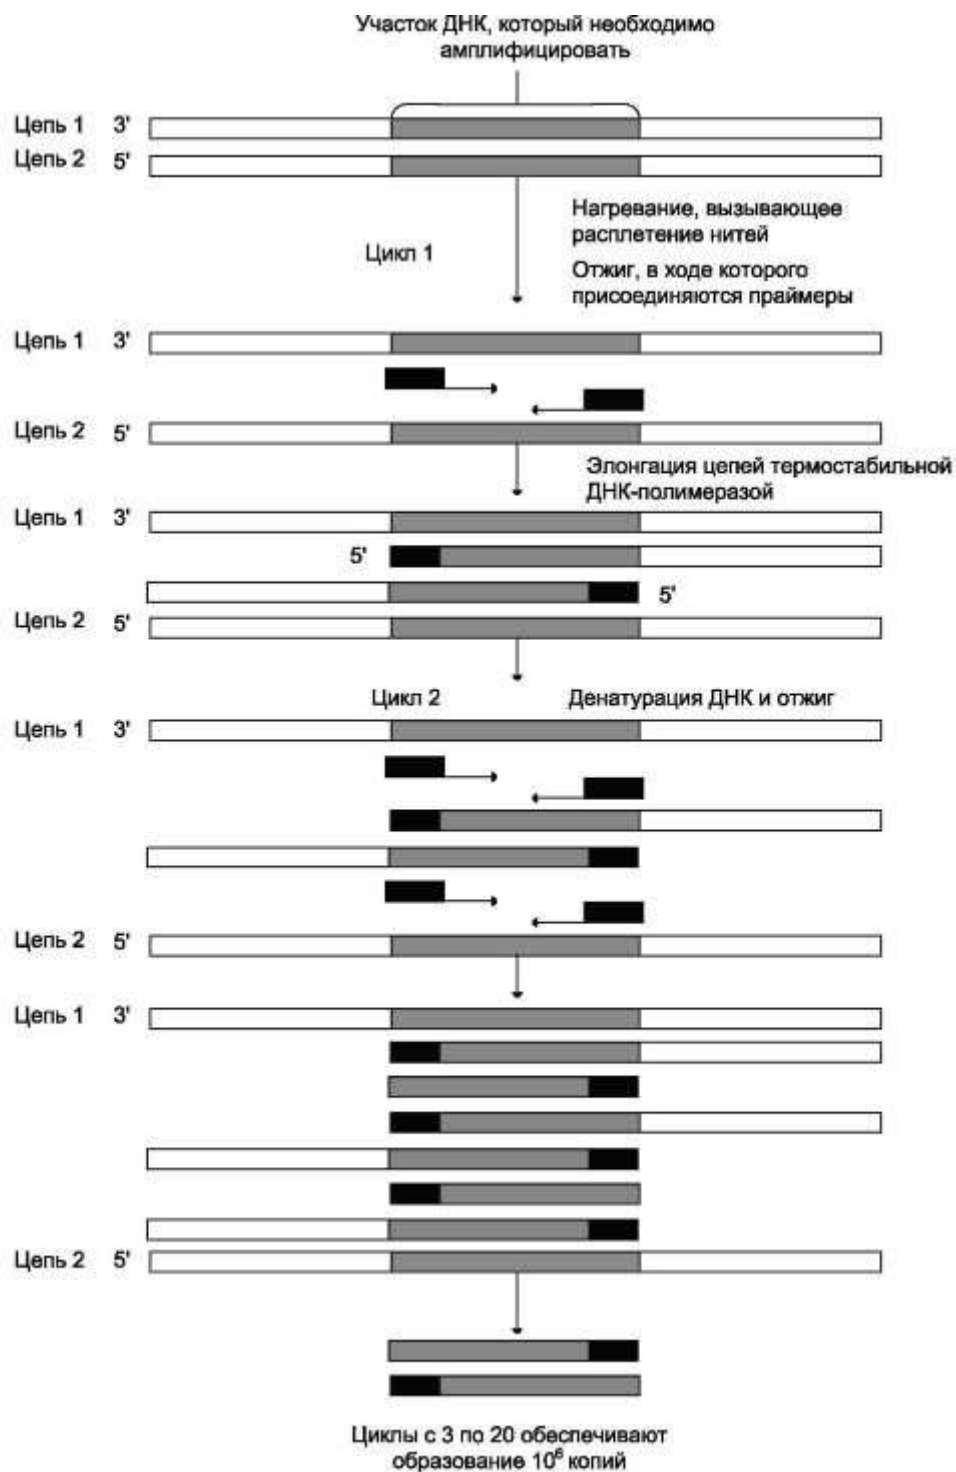 Участок ДНК, который необходимо
амплифицировать
Цепь 1 3'
Цепь 2 5'
Нагревание, вызывающее
расплетение нитей
Цикл 1
Отжиг, в ходе которого
присоединяются праймеры
Цепь 1 3'
Цепь 2 5'
Элонгация цепей термостабильной
ДНК-полимеразой
Цепь 1 3'
5'
5'
Цепь 2 5'
Цикл 2 Денатурация ДНК и отжиг
Цепь 1 3'
Цепь 2 5'
Цепь 1 3'
Цепь 2 5'
Циклы с 3 по 20 обеспечивают
образование 10⁶ копий